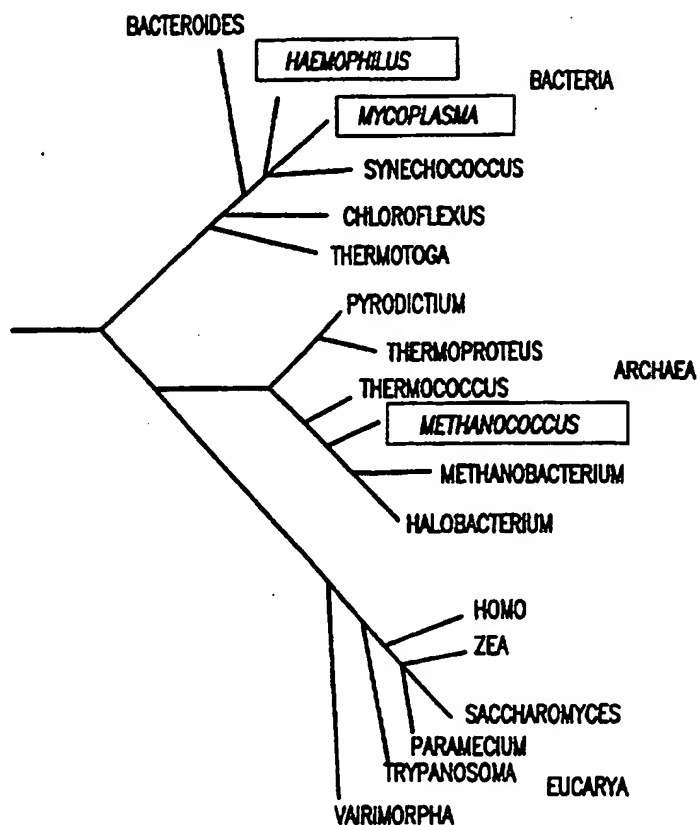 BACTEROIDES
HAEMOPHILUS
BACTERIA
MYCOPLASMA
SYNECHOCOCCUS
CHLOROFLEXUS
THERMOTOGA
PYRODICTIUM
THERMOPROTEUS
ARCHAEA
THERMOCOCCUS
METHANOCOCCUS
METHANOBACTERIUM
HALOBACTERIUM
HOMO
ZEA
SACCHAROMYCES
PARAMECIUM
TRYPANOSOMA
EUCARYA
VAIRIMORPHA